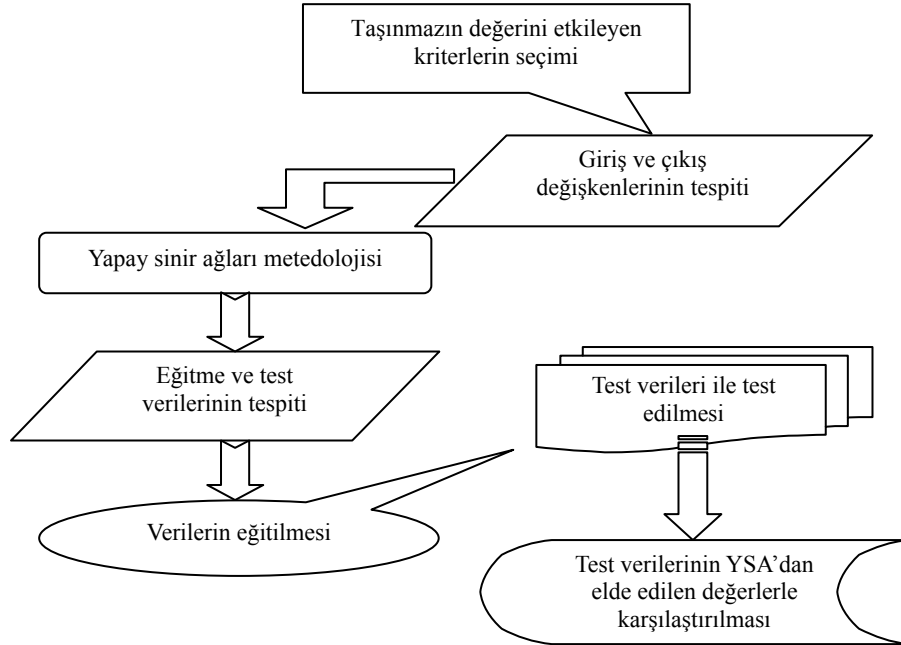 Taşınmazın değerini etkileyen
kriterlerin seçimi
Giriş ve çıkış
değişkenlerinin tespiti
Yapay sinir ağları metedolojisi
Eğitme ve test
verilerinin tespiti
Verilerin eğitilmesi
Test verileri ile test
edilmesi
Test verilerinin YSA’dan
elde edilen değerlerle
karşılaştırılması